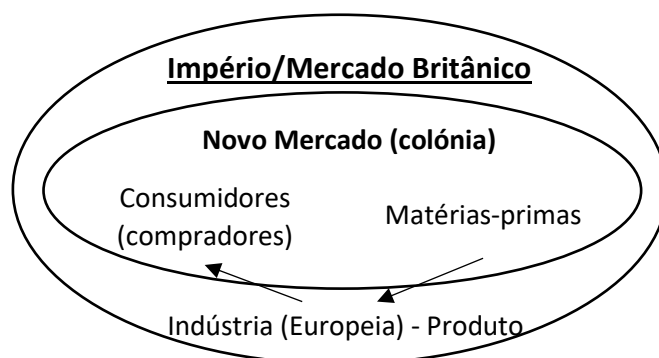 Império/Mercado Britânico
Novo Mercado (colónia)
Consumidores
(compradores)
Matérias-primas
Indústria (Europeia) - Produto